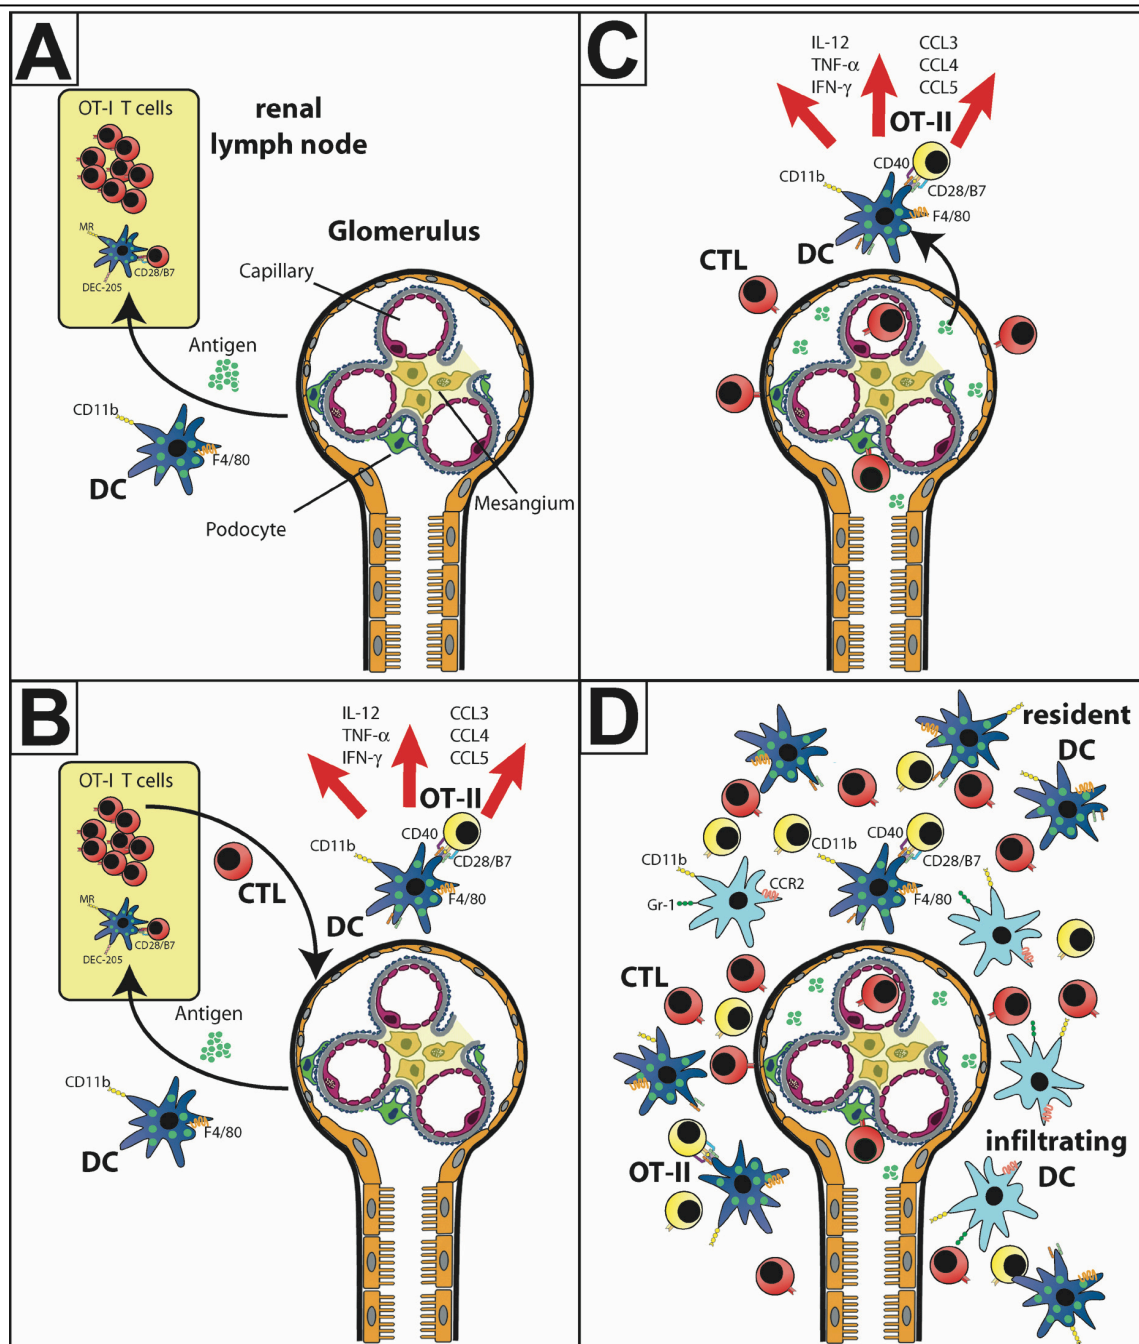 A
OT-I T cells
renal
lymph node
MR
CD28/B7
DEC-205
Glomerulus
Capillary
Antigen
CD11b
F4/80
DC
Podocyte
Mesangium
C
IL-12 CCL3
TNF-α CCL4
IFN-γ CCL5
OT-II
CD40
CD11b
CD28/B7
F4/80
DC
CTL
B
IL-12 CCL3
TNF-α CCL4
IFN-γ CCL5
OT-I T cells
OT-II
CD40
CD11b
CD28/B7
CTL
F4/80
MR
DC
CD28/B7
DEC-205
Antigen
CD11b
F4/80
DC
D
resident
DC
CD40
CD11b
CD11b
CD28/B7
CCR2
Gr-1
F4/80
CTL
infiltrating
DC
OT-II